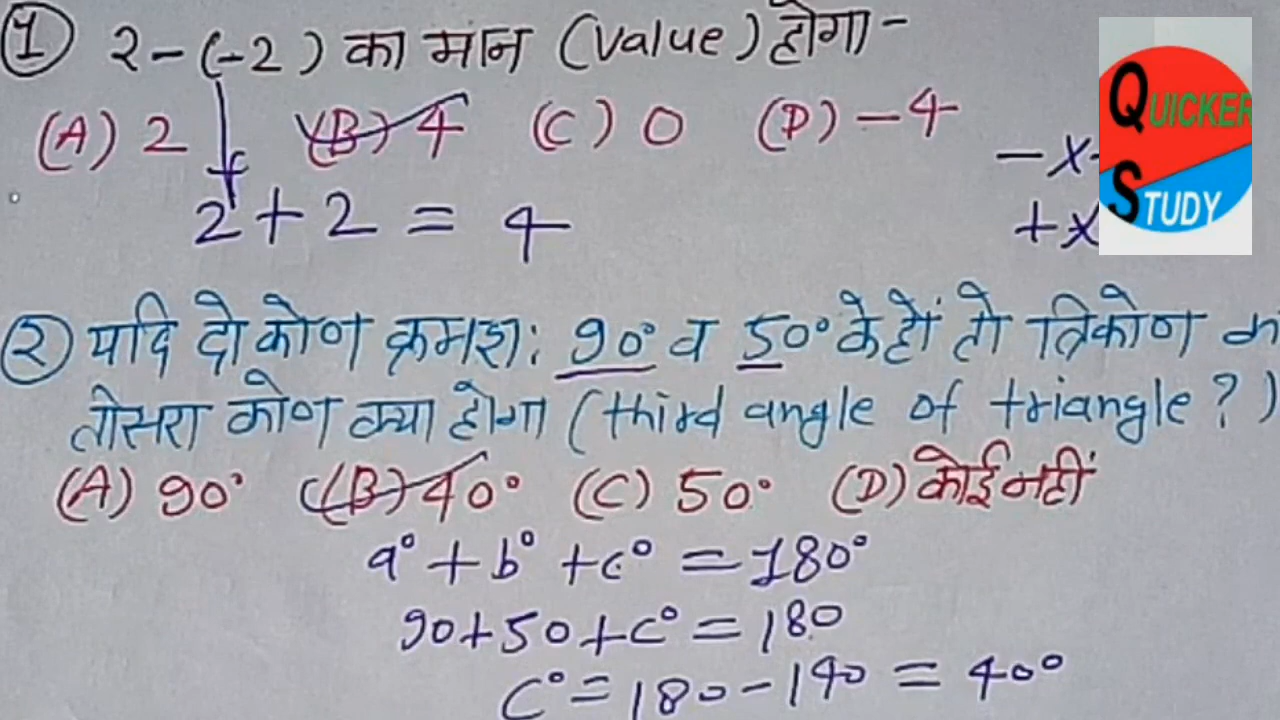 ① 2-(-2) का मान (Value) होगा-
(A) 2 (B) 4 (C) 0 (D) -4
-x-
2+2 = 4
+x
QUICKER
STUDY
② यदि दो कोण क्रमश: 90° व 50° के हों तो त्रिकोण क
तीसरा कोण क्या होगा (third angle of triangle?)
(A) 90° (B) 40° (C) 50° (D) कोई नहीं
a° + b° + c° = 180°
90+50+c° = 180
c° = 180-140 = 40°